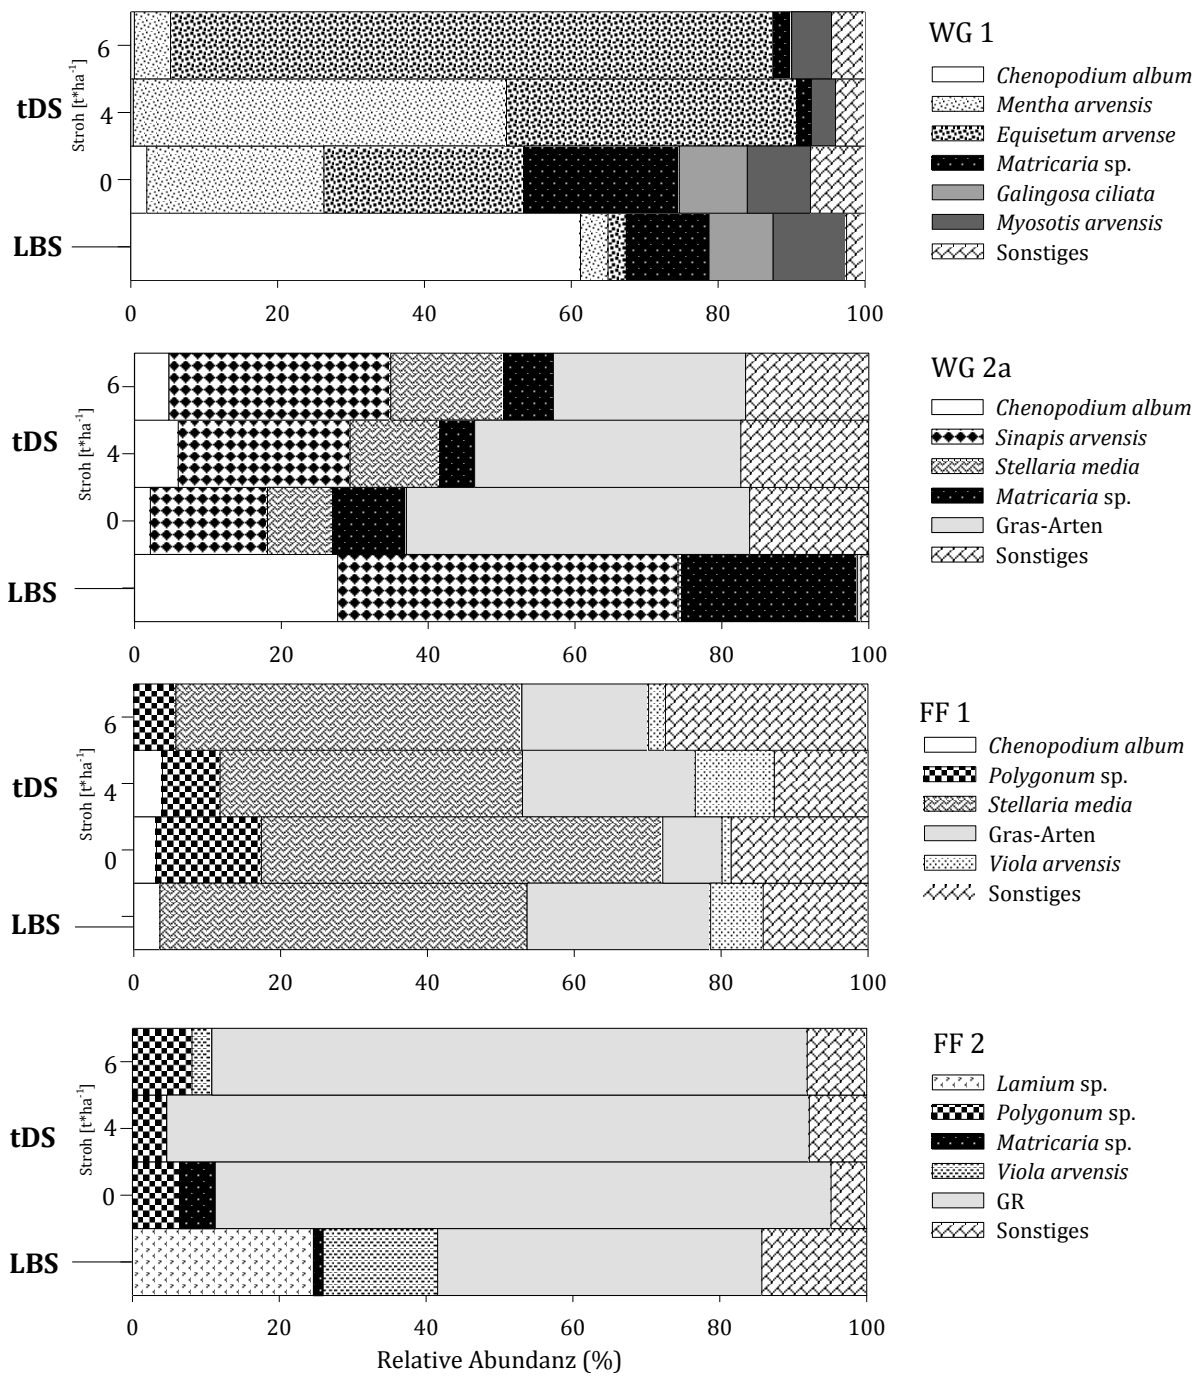 WG 1
Chenopodium album
Mentha arvensis
Equisetum arvense
Matricaria sp.
Galingosa ciliata
Myosotis arvensis
Sonstiges
tDS
Stroh [t*ha⁻¹]
6
4
0
LBS
0 20 40 60 80 100
WG 2a
Chenopodium album
Sinapis arvensis
Stellaria media
Matricaria sp.
Gras-Arten
Sonstiges
tDS
Stroh [t*ha⁻¹]
6
4
0
LBS
0 20 40 60 80 100
FF 1
Chenopodium album
Polygonum sp.
Stellaria media
Gras-Arten
Viola arvensis
Sonstiges
tDS
Stroh [t*ha⁻¹]
6
4
0
LBS
0 20 40 60 80 100
FF 2
Lamium sp.
Polygonum sp.
Matricaria sp.
Viola arvensis
GR
Sonstiges
tDS
Stroh [t*ha⁻¹]
6
4
0
LBS
0 20 40 60 80 100
Relative Abundanz (%)